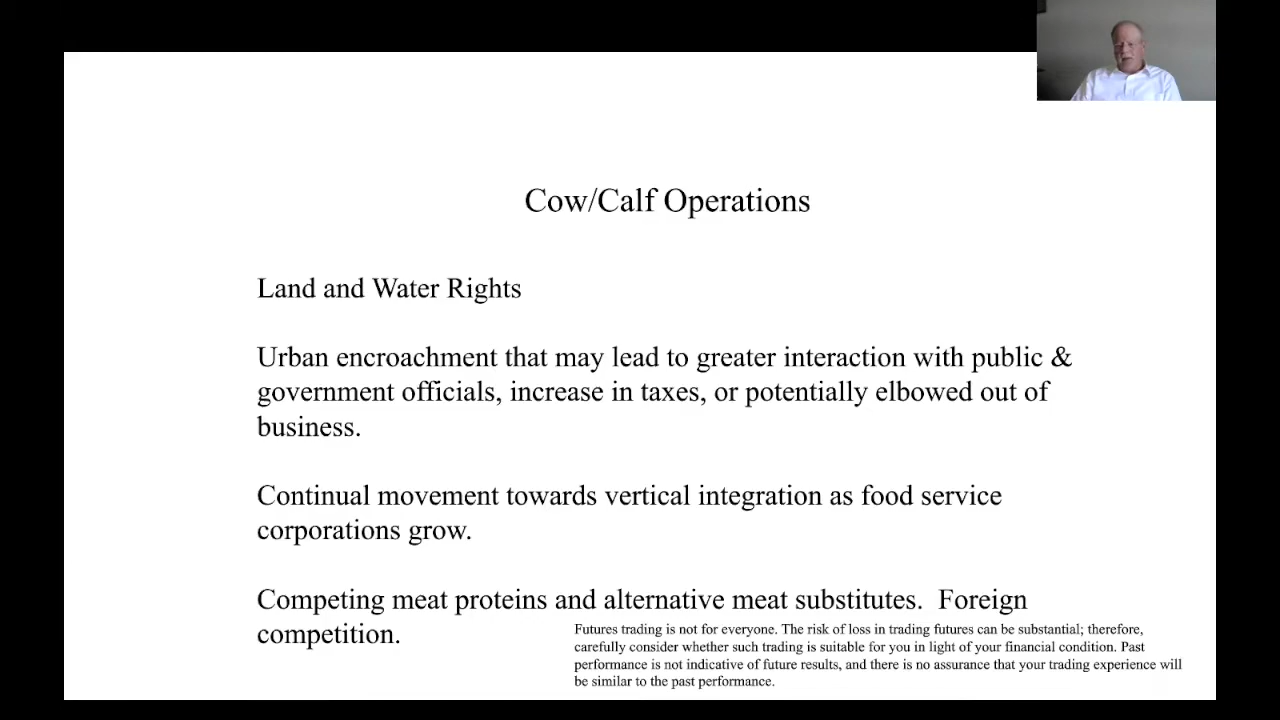 Cow/Calf Operations
Land and Water Rights
Urban encroachment that may lead to greater interaction with public &
government officials, increase in taxes, or potentially elbowed out of
business.
Continual movement towards vertical integration as food service
corporations grow.
Competing meat proteins and alternative meat substitutes.  Foreign
competition.
Futures trading is not for everyone. The risk of loss in trading futures can be substantial; therefore,
carefully consider whether such trading is suitable for you in light of your financial condition. Past
performance is not indicative of future results, and there is no assurance that your trading experience will
be similar to the past performance.